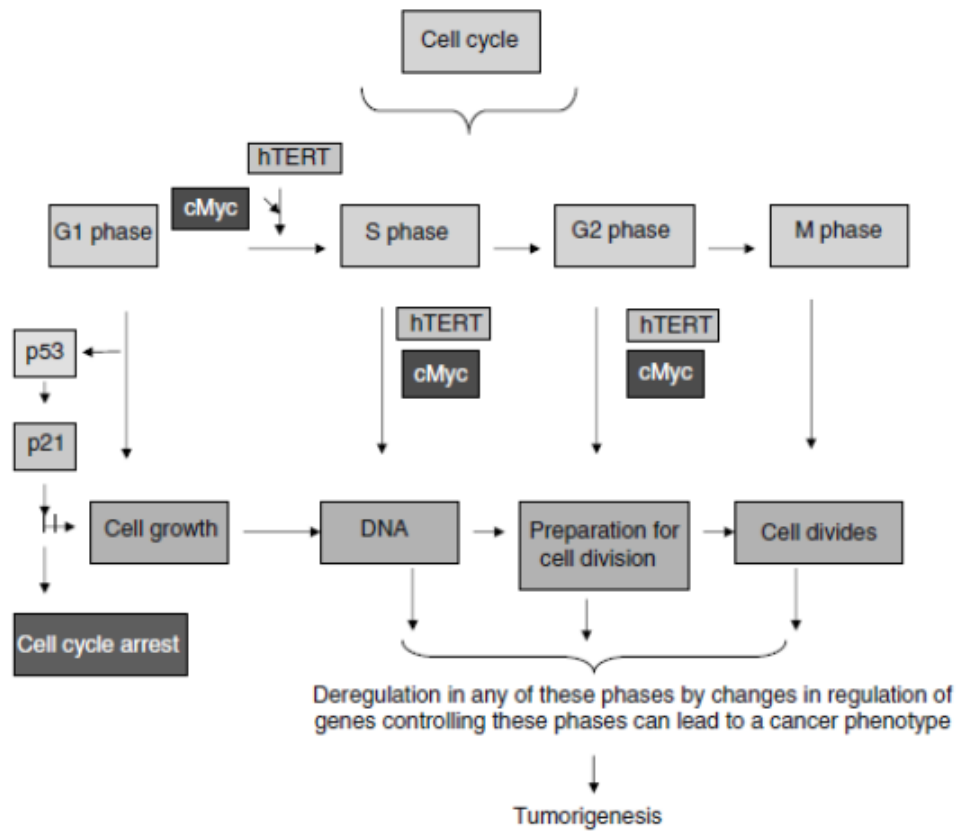 Cell cycle
hTERT
cMyc
G1 phase
S phase
G2 phase
M phase
hTERT
cMyc
hTERT
cMyc
p53
p21
Cell growth
DNA
Preparation for
cell division
Cell divides
Cell cycle arrest
Deregulation in any of these phases by changes in regulation of
genes controlling these phases can lead to a cancer phenotype
Tumorigenesis